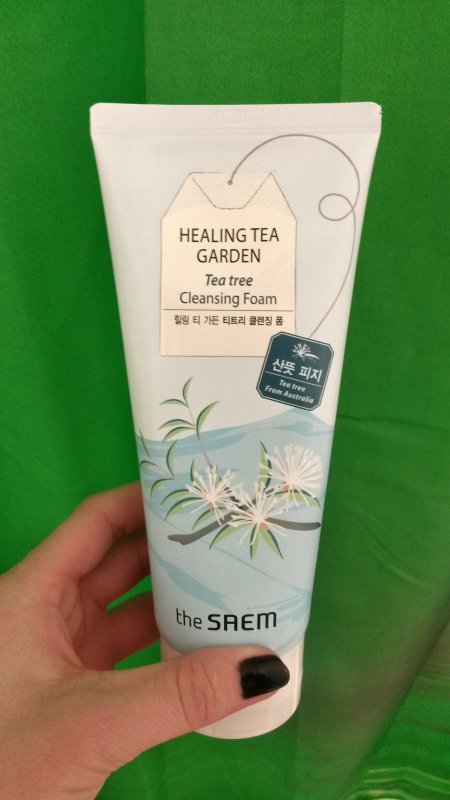 HEALING TEA
GARDEN
Tea tree
Cleansing Foam
힐링 티 가든 티트리 클렌징 폼
산뜻 피지
Tea tree
From Australia
the SAEM